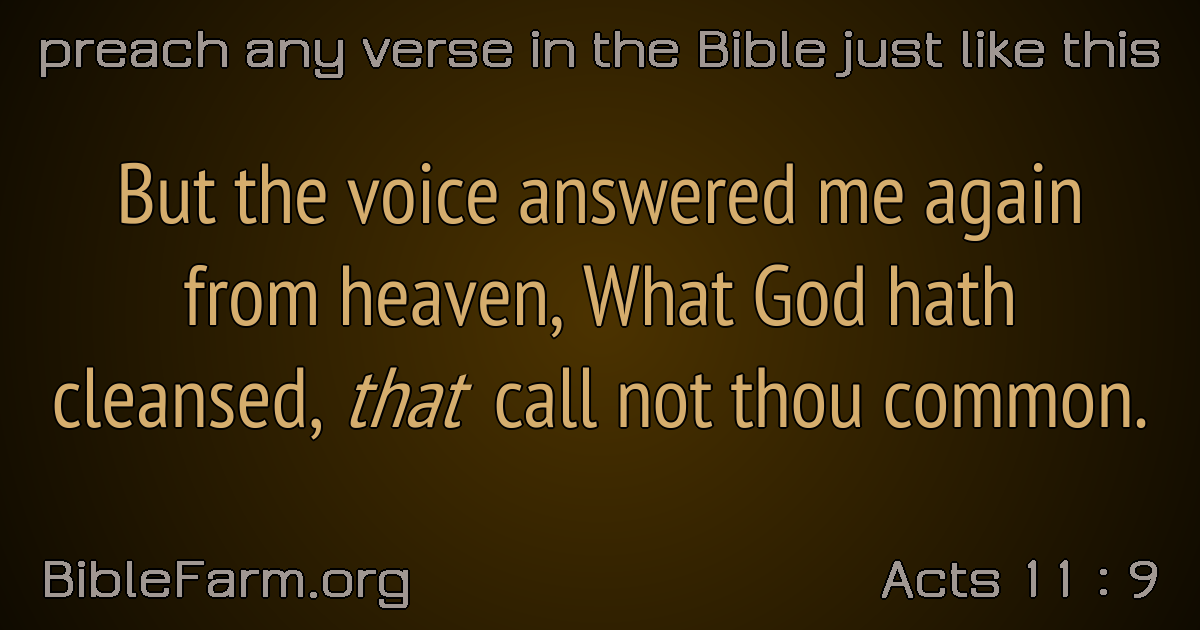 preach any verse in the Bible just like this
But the voice answered me again
from heaven, What God hath
cleansed, that call not thou common.
BibleFarm.org
Acts 11 : 9